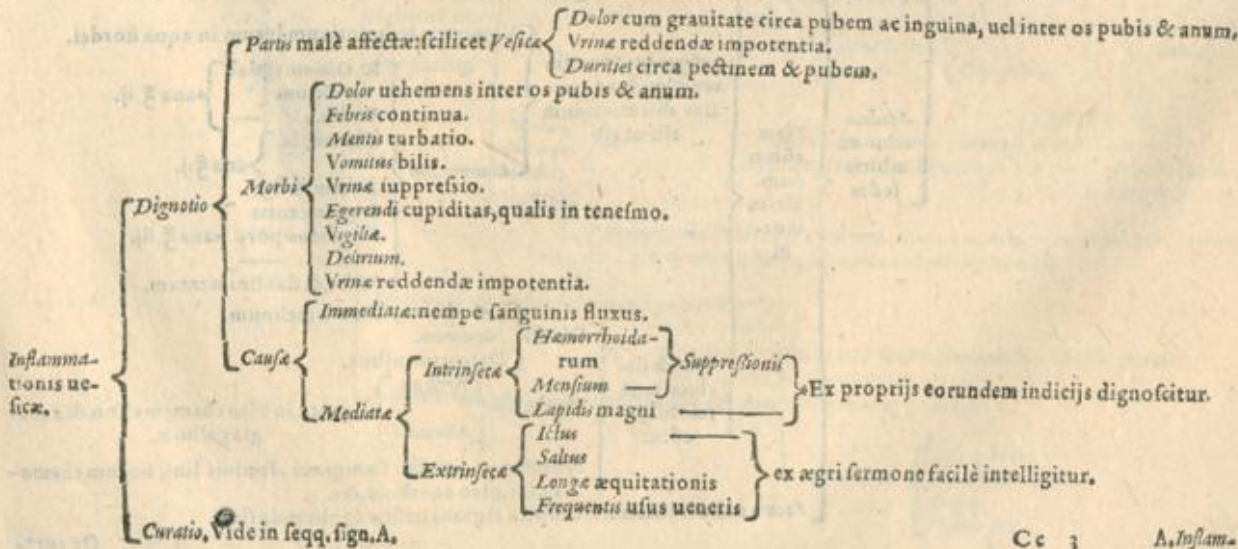 Dolor cum grauitate circa pubem ac inguina, uel inter os pubis & anum,
Partis malè affectæ: ſcilicet Veſicæ
Vrinæ reddendæ impotentia.
Durities circa pectinem & pubem.
Dolor uehemens inter os pubis & anum.
Febris continua.
Mentis turbatio.
Vomitus bilis.
Morbi
Vrinæ ſuppreſsio.
Egerendi cupiditas, qualis in teneſmo.
Dignotio
Vigiliæ.
Delirium.
Vrinæ reddendæ impotentia.
Immediatæ: nempe ſanguinis fluxus.
Cauſæ
Hæmorrhoida-
rum
Menſium
Suppreſsionis
Intrinſecæ
Lapidis magni
Ex proprijs eorundem indicijs dignoſcitur.
Mediatæ
Inflamma-
tionis ue-
ſicæ.
Ictus
Saltus
Extrinſecæ
Longæ æquitationis
Frequentis uſus ueneris
ex ægri ſermone facilè intelligitur.
Curatio, Vide in ſeqq. ſign. A.
Cc 3
A. Inflam-